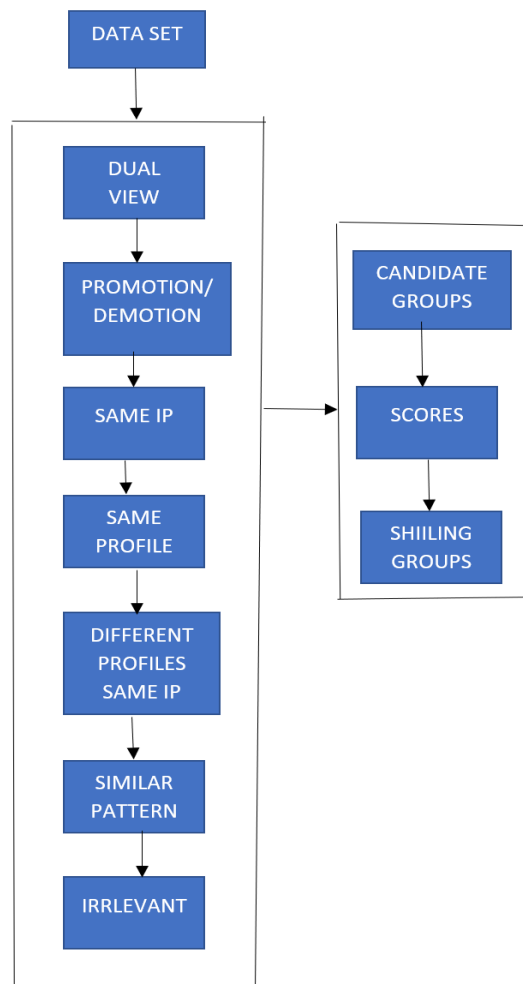 DATA SET
DUAL
VIEW
PROMOTION/
DEMOTION
SAME IP
SAME
PROFILE
DIFFERENT
PROFILES
SAME IP
SIMILAR
PATTERN
IRRLEVANT
CANDIDATE
GROUPS
SCORES
SHIILING
GROUPS